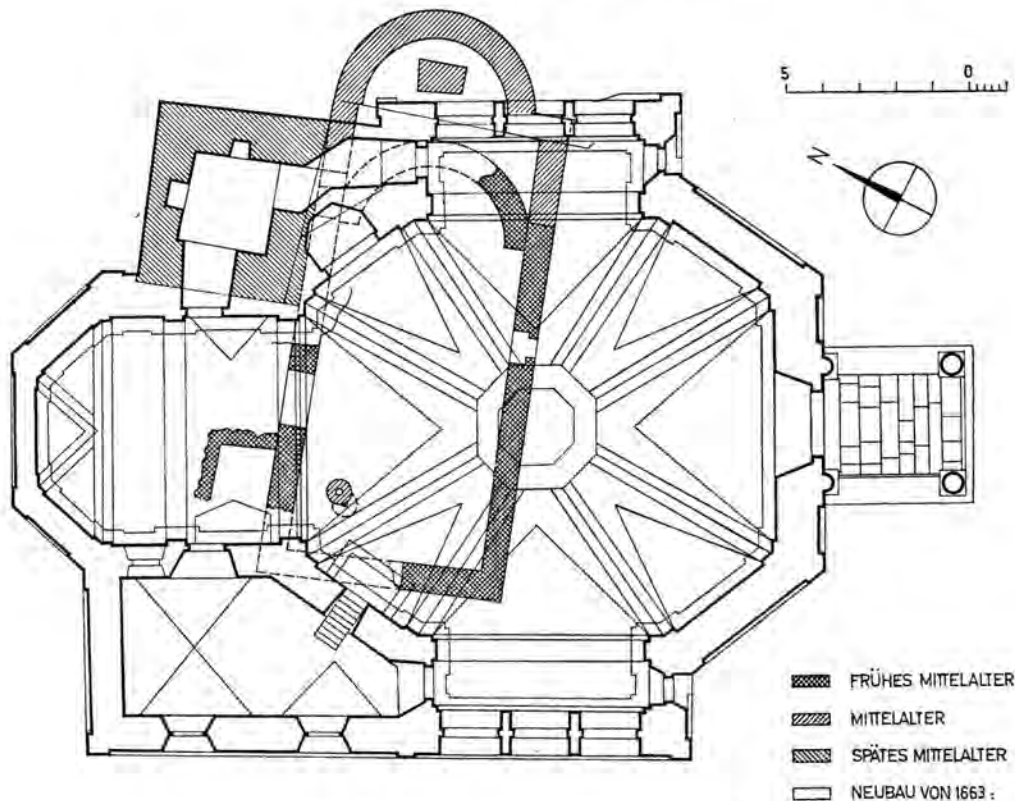 5 0
N
FRÜHES MITTELALTER
MITTELALTER
SPÄTES MITTELALTER
NEUBAU VON 1663 :